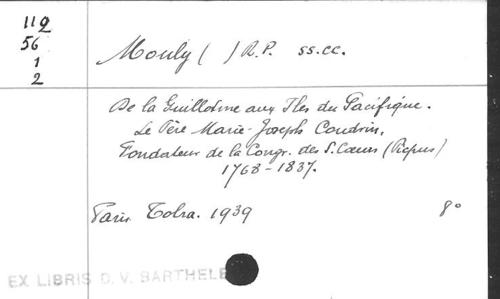 112
56
1
2
Mouly ( ) R.P. ss.cc.
De la Guillotine aux Iles du Pacifique.
Le Père Marie-Joseph Coudrin,
Fondateur de la Congr. des S. Cœurs (Picpus)
1768-1837.
Paris Tolra. 1939 8°
EX LIBRIS D. V. BARTHELE